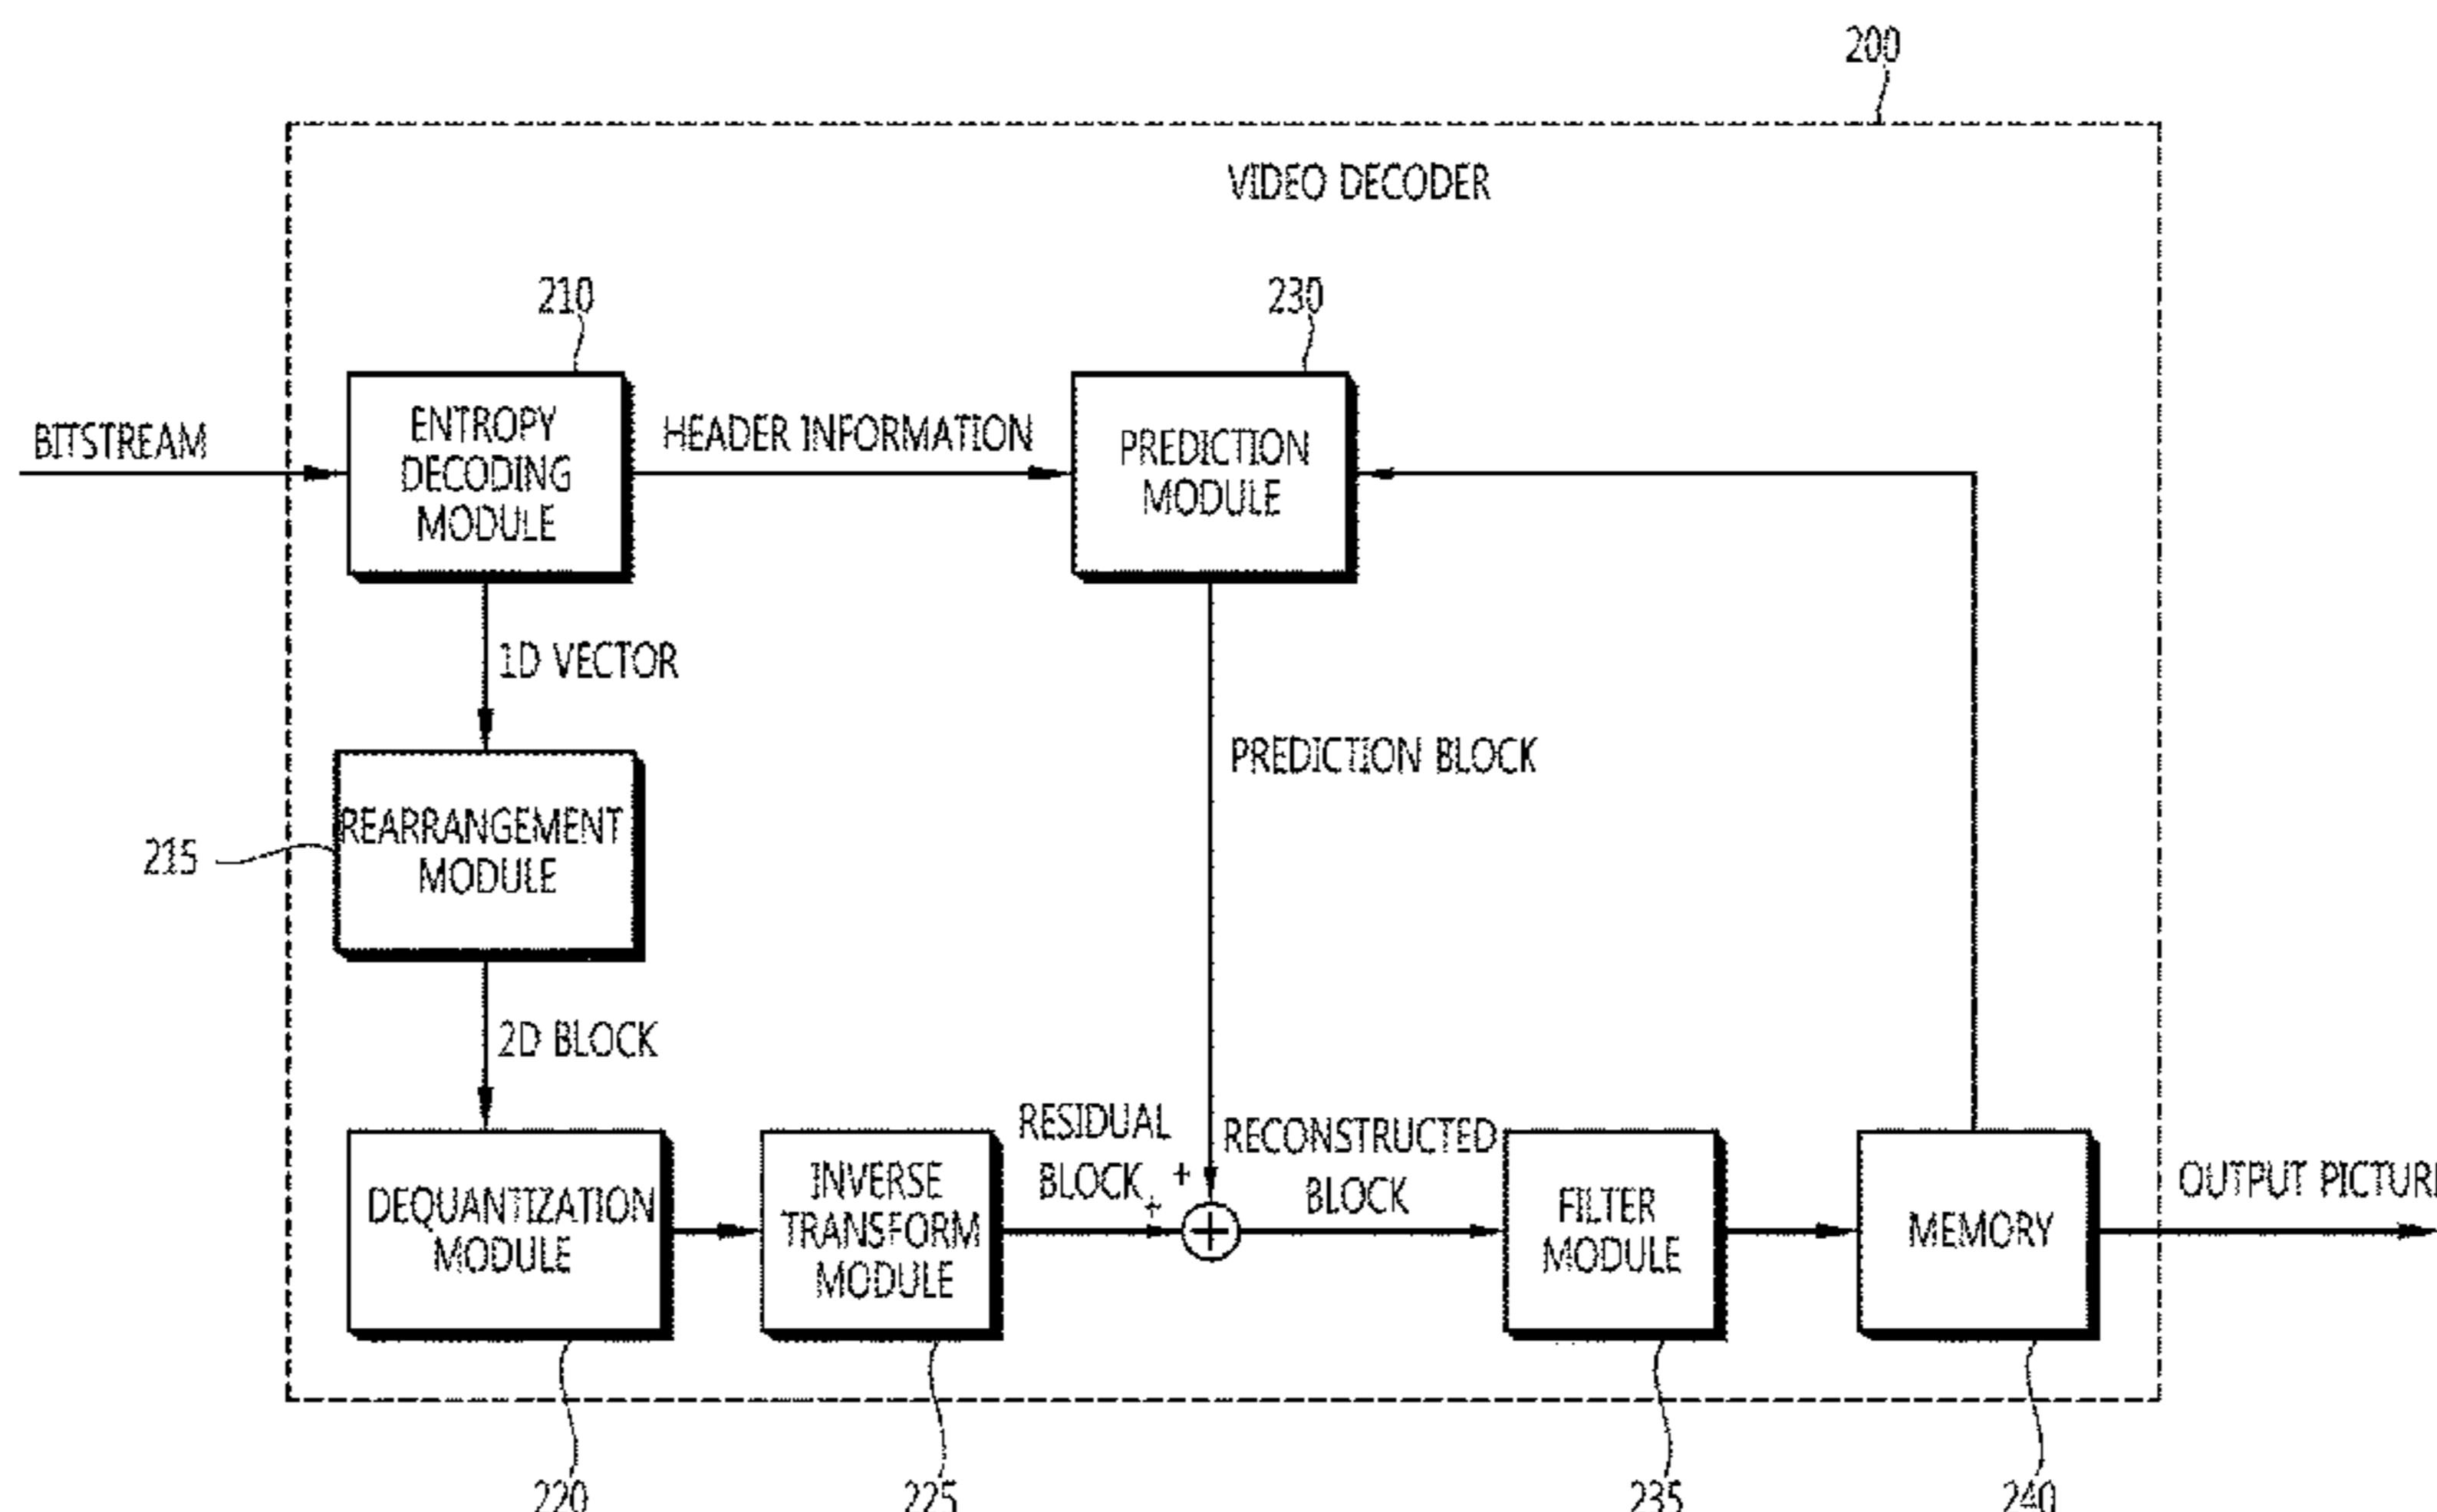 200
VIDEO DECODER
210
230
BITSTREAM
ENTROPY
DECODING
MODULE
HEADER INFORMATION
PREDICTION
MODULE
1D VECTOR
PREDICTION BLOCK
215
REARRANGEMENT
MODULE
2D BLOCK
DEQUANTIZATION
MODULE
INVERSE
TRANSFORM
MODULE
RESIDUAL
BLOCK
+
+
+
RECONSTRUCTED
BLOCK
FILTER
MODULE
MEMORY
OUTPUT PICTURE
220
225
235
240